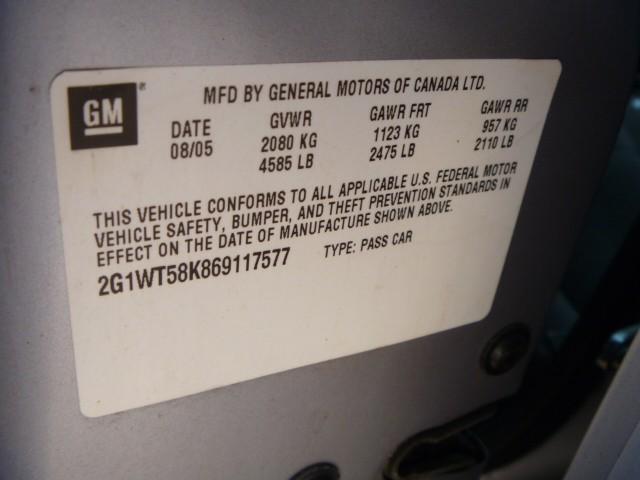 GM ®
MFD BY GENERAL MOTORS OF CANADA LTD.
DATE GVWR GAWR FRT GAWR RR
08/05 2080 KG 1123 KG 957 KG
4585 LB 2475 LB 2110 LB
THIS VEHICLE CONFORMS TO ALL APPLICABLE U.S. FEDERAL MOTOR
VEHICLE SAFETY, BUMPER, AND THEFT PREVENTION STANDARDS IN
EFFECT ON THE DATE OF MANUFACTURE SHOWN ABOVE.
2G1WT58K869117577 TYPE: PASS CAR